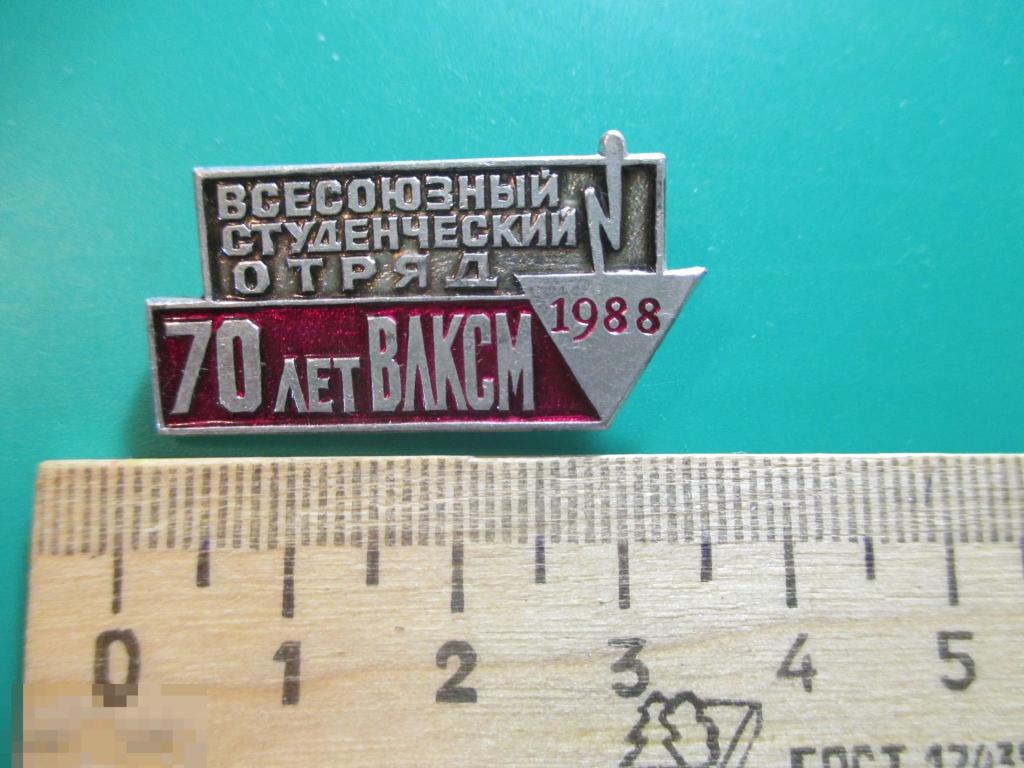 ВСЕСОЮЗНЫЙ
СТУДЕНЧЕСКИЙ
ОТРЯД
1988
70 ЛЕТ ВЛКСМ
0 1 2 3 4 5
ГОСТ